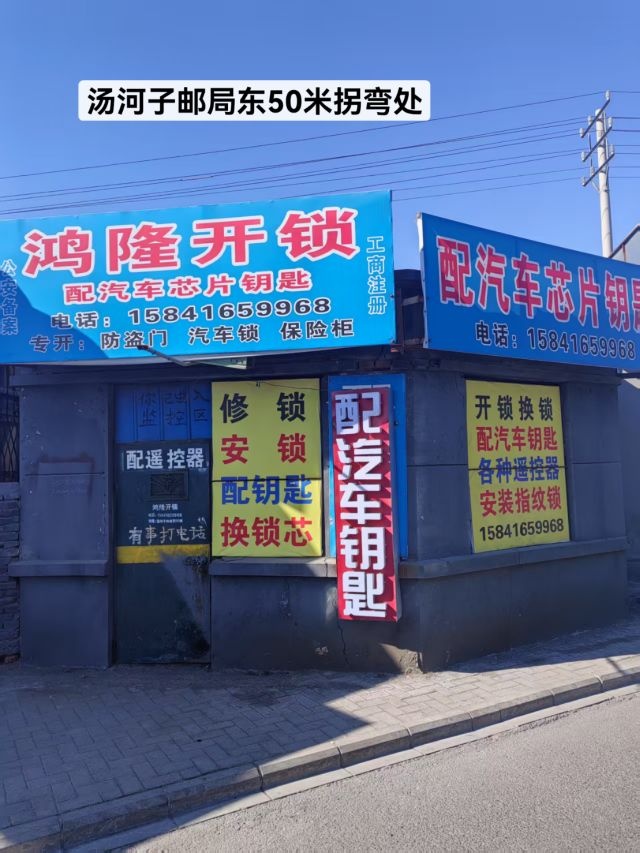 汤河子邮局东50米拐弯处
公安备案
鸿隆开锁
工商注册
配汽车芯片钥匙
电话：15841659968
专开：防盗门 汽车锁 保险柜
配汽车芯片钥匙
电话：15841659968
配遥控器
鸿隆开锁
有事打电话
修锁
安锁
配钥匙
换锁芯
配汽车钥匙
开锁换锁
配汽车钥匙
各种遥控器
安装指纹锁
15841659968